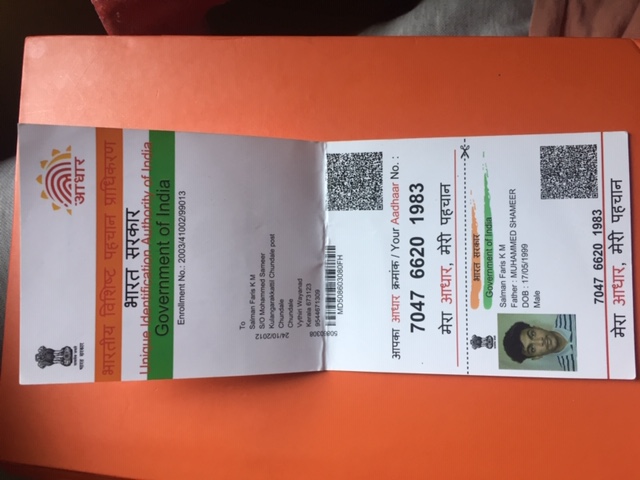 भारत सरकार
आधार
भारतीय विशिष्ट पहचान प्राधिकरण
भारत सरकार
Unique Identification Authority of India
Government of India
Enrollment No.: 2003/41002/99013
24/10/2012
To
Salman Faris K M
S/O Mohammed Sameer
Kulangarakkattil Chundale post
Chundale
Chundale
Vythiri Wayanad
Kerala 673123
9544671309
MD508603080FH
आपका आधार क्रमांक / Your Aadhaar No. :
7047 6620 1983
मेरा आधार, मेरी पहचान
भारत सरकार
Government of India
Salman Faris K M
Father : MUHAMMED SHAMEER
DOB : 17/05/1999
Male
7047 6620 1983
मेरा आधार, मेरी पहचान